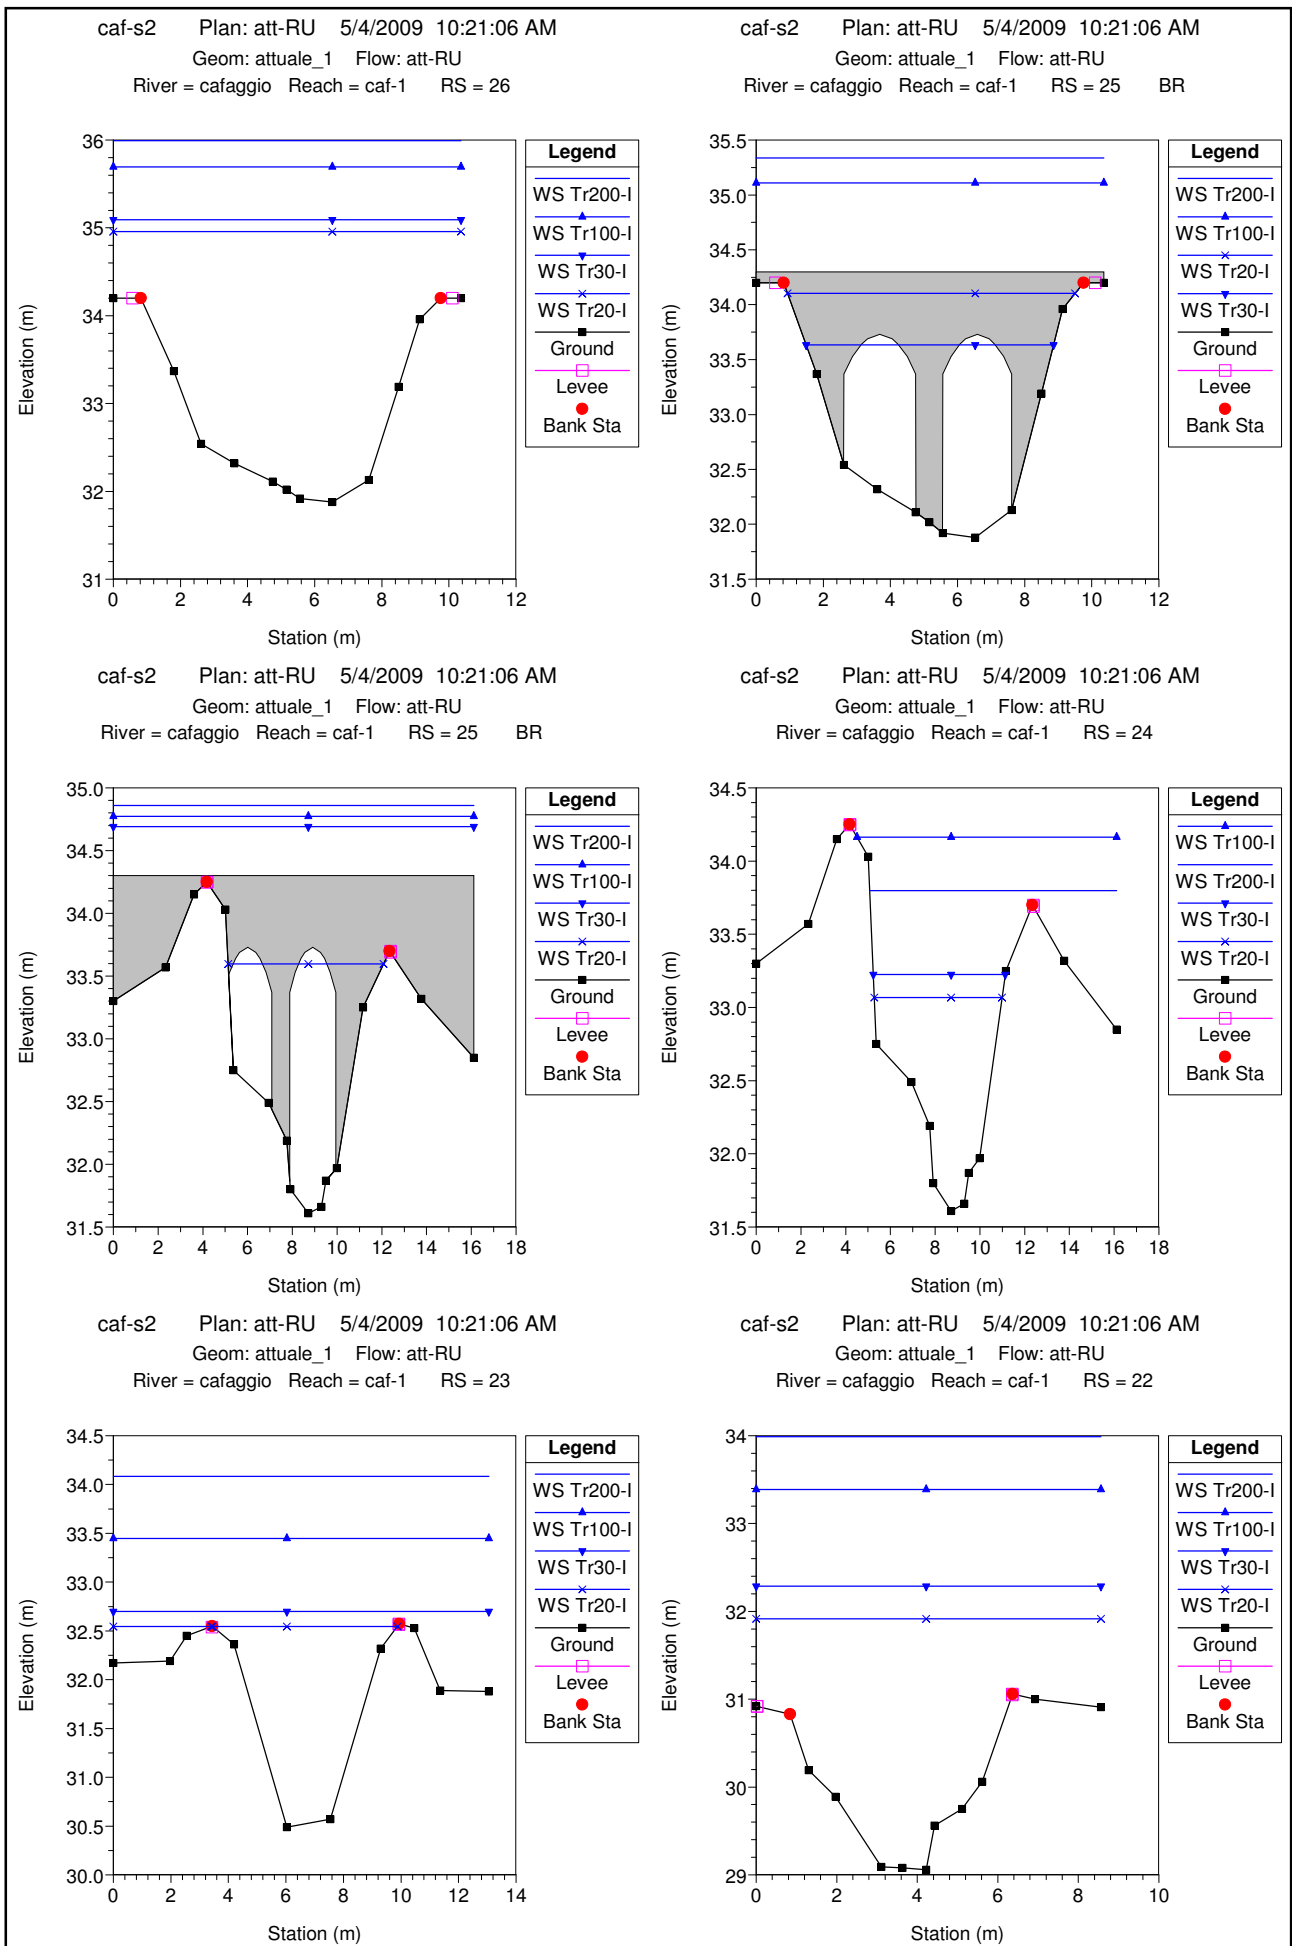 caf-s2 Plan: att-RU 5/4/2009 10:21:06 AM
Geom: attuale_1 Flow: att-RU
River = cafaggio Reach = caf-1 RS = 26
36
35
34
33
32
31
Elevation (m)
0 2 4 6 8 10 12
Station (m)
Legend
WS Tr200-I
WS Tr100-I
WS Tr30-I
WS Tr20-I
Ground
Levee
Bank Sta
caf-s2 Plan: att-RU 5/4/2009 10:21:06 AM
Geom: attuale_1 Flow: att-RU
River = cafaggio Reach = caf-1 RS = 25 BR
35.5
35.0
34.5
34.0
33.5
33.0
32.5
32.0
31.5
Elevation (m)
0 2 4 6 8 10 12
Station (m)
Legend
WS Tr200-I
WS Tr100-I
WS Tr20-I
WS Tr30-I
Ground
Levee
Bank Sta
caf-s2 Plan: att-RU 5/4/2009 10:21:06 AM
Geom: attuale_1 Flow: att-RU
River = cafaggio Reach = caf-1 RS = 25 BR
35.0
34.5
34.0
33.5
33.0
32.5
32.0
31.5
Elevation (m)
0 2 4 6 8 10 12 14 16 18
Station (m)
Legend
WS Tr200-I
WS Tr100-I
WS Tr30-I
WS Tr20-I
Ground
Levee
Bank Sta
caf-s2 Plan: att-RU 5/4/2009 10:21:06 AM
Geom: attuale_1 Flow: att-RU
River = cafaggio Reach = caf-1 RS = 24
34.5
34.0
33.5
33.0
32.5
32.0
31.5
Elevation (m)
0 2 4 6 8 10 12 14 16 18
Station (m)
Legend
WS Tr100-I
WS Tr200-I
WS Tr30-I
WS Tr20-I
Ground
Levee
Bank Sta
caf-s2 Plan: att-RU 5/4/2009 10:21:06 AM
Geom: attuale_1 Flow: att-RU
River = cafaggio Reach = caf-1 RS = 23
34.5
34.0
33.5
33.0
32.5
32.0
31.5
31.0
30.5
30.0
Elevation (m)
0 2 4 6 8 10 12 14
Station (m)
Legend
WS Tr200-I
WS Tr100-I
WS Tr30-I
WS Tr20-I
Ground
Levee
Bank Sta
caf-s2 Plan: att-RU 5/4/2009 10:21:06 AM
Geom: attuale_1 Flow: att-RU
River = cafaggio Reach = caf-1 RS = 22
34
33
32
31
30
29
Elevation (m)
0 2 4 6 8 10
Station (m)
Legend
WS Tr200-I
WS Tr100-I
WS Tr30-I
WS Tr20-I
Ground
Levee
Bank Sta